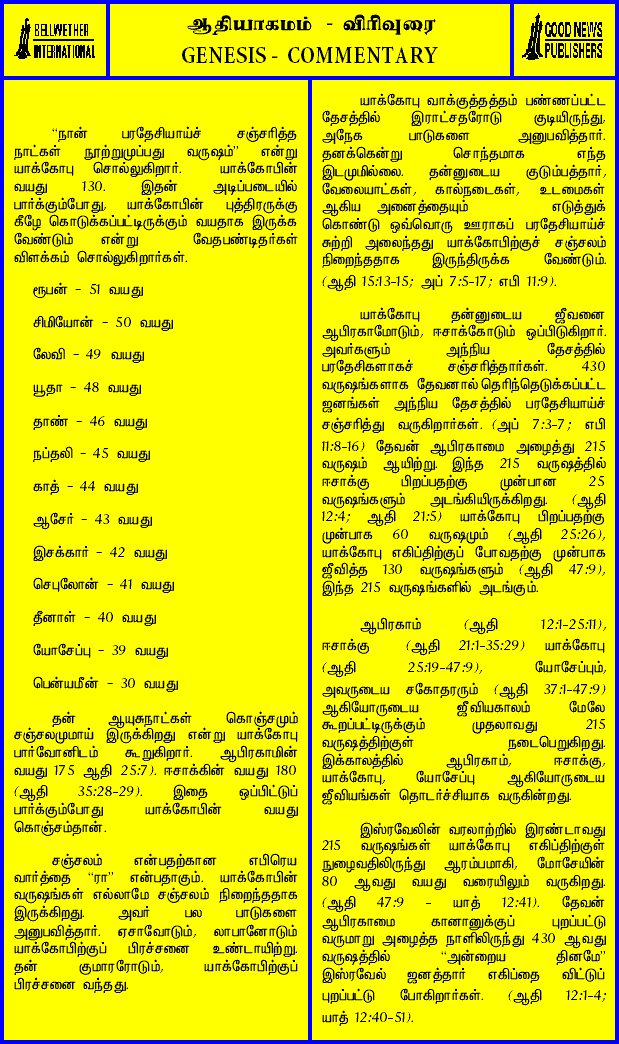 BELLWETHER
INTERNATIONAL
ஆதியாகமம் - விரிவுரை
GENESIS - COMMENTARY
GOOD NEWS
PUBLISHERS
“நான் பரதேசியாய்ச் சஞ்சரித்த
நாட்கள் நூற்றுமுப்பது வருஷம்” என்று
யாக்கோபு சொல்லுகிறார். யாக்கோபின்
வயது 130. இதன் அடிப்படையில்
பார்க்கும்போது, யாக்கோபின் புத்திரருக்கு
கீழே கொடுக்கப்பட்டிருக்கும் வயதாக இருக்க
வேண்டும் என்று வேதபண்டிதர்கள்
விளக்கம் சொல்லுகிறார்கள்.
ரூபன் - 51 வயது
சிமியோன் - 50 வயது
லேவி - 49 வயது
யூதா - 48 வயது
தாண் - 46 வயது
நப்தலி - 45 வயது
காத் - 44 வயது
ஆசேர் - 43 வயது
இசக்கார் - 42 வயது
செபுலோன் - 41 வயது
தீனாள் - 40 வயது
யோசேப்பு - 39 வயது
பென்யமீன் - 30 வயது
தன் ஆயுசுநாட்கள் கொஞ்சமும்
சஞ்சலமுமாய் இருக்கிறது என்று யாக்கோபு
பார்வோனிடம் கூறுகிறார். ஆபிரகாமின்
வயது 175 ஆதி 25:7). ஈசாக்கின் வயது 180
(ஆதி 35:28-29). இதை ஒப்பிட்டுப்
பார்க்கும்போது யாக்கோபின் வயது
கொஞ்சம்தான்.
சஞ்சலம் என்பதற்கான எபிரெய
வார்த்தை “ரா” என்பதாகும். யாக்கோபின்
வருஷங்கள் எல்லாமே சஞ்சலம் நிறைந்ததாக
இருக்கிறது. அவர் பல பாடுகளை
அனுபவித்தார். ஏசாவோடும், லாபானோடும்
யாக்கோபிற்குப் பிரச்சனை உண்டாயிற்று.
தன் குமாரரோடும், யாக்கோபிற்குப்
பிரச்சனை வந்தது.
யாக்கோபு வாக்குத்தத்தம் பண்ணப்பட்ட
தேசத்தில் இராட்சதரோடு குடியிருந்து,
அநேக பாடுகளை அனுபவித்தார்.
தனக்கென்று சொந்தமாக எந்த
இடமுமில்லை. தன்னுடைய குடும்பத்தார்,
வேலையாட்கள், கால்நடைகள், உடமைகள்
ஆகிய அனைத்தையும் எடுத்துக்
கொண்டு ஒவ்வொரு ஊராகப் பரதேசியாய்ச்
சுற்றி அலைந்தது யாக்கோபிற்குச் சஞ்சலம்
நிறைந்ததாக இருந்திருக்க வேண்டும்.
(ஆதி 15:13-15; அப் 7:5-17; எபி 11:9).
யாக்கோபு தன்னுடைய ஜீவனை
ஆபிரகாமோடும், ஈசாக்கோடும் ஒப்பிடுகிறார்.
அவர்களும் அந்நிய தேசத்தில்
பரதேசிகளாகச் சஞ்சரித்தார்கள். 430
வருஷங்களாக தேவனால் தெரிந்தெடுக்கப்பட்ட
ஜனங்கள் அந்நிய தேசத்தில் பரதேசியாய்ச்
சஞ்சரித்து வருகிறார்கள். (அப் 7:3-7; எபி
11:8-16) தேவன் ஆபிரகாமை அழைத்து 215
வருஷம் ஆயிற்று. இந்த 215 வருஷத்தில்
ஈசாக்கு பிறப்பதற்கு முன்பான 25
வருஷங்களும் அடங்கியிருக்கிறது. (ஆதி
12:4; ஆதி 21:5) யாக்கோபு பிறப்பதற்கு
முன்பாக 60 வருஷமும் (ஆதி 25:26),
யாக்கோபு எகிப்திற்குப் போவதற்கு முன்பாக
ஜீவித்த 130 வருஷங்களும் (ஆதி 47:9),
இந்த 215 வருஷங்களில் அடங்கும்.
ஆபிரகாம் (ஆதி 12:1-25:11),
ஈசாக்கு (ஆதி 21:1-35:29) யாக்கோபு
(ஆதி 25:19-47:9), யோசேப்பும்,
அவருடைய சகோதரரும் (ஆதி 37:1-47:9)
ஆகியோருடைய ஜீவியகாலம் மேலே
கூறப்பட்டிருக்கும் முதலாவது 215
வருஷத்திற்குள் நடைபெறுகிறது.
இக்காலத்தில் ஆபிரகாம், ஈசாக்கு,
யாக்கோபு, யோசேப்பு ஆகியோருடைய
ஜீவியங்கள் தொடர்ச்சியாக வருகின்றது.
இஸ்ரவேலின் வரலாற்றில் இரண்டாவது
215 வருஷங்கள் யாக்கோபு எகிப்திற்குள்
நுழைவதிலிருந்து ஆரம்பமாகி, மோசேயின்
80 ஆவது வயது வரையிலும் வருகிறது.
(ஆதி 47:9 - யாத் 12:41). தேவன்
ஆபிரகாமை கானானுக்குப் புறப்பட்டு
வருமாறு அழைத்த நாளிலிருந்து 430 ஆவது
வருஷத்தில் “அன்றைய தினமே”
இஸ்ரவேல் ஜனத்தார் எகிப்தை விட்டுப்
புறப்பட்டு போகிறார்கள். (ஆதி 12:1-4;
யாத் 12:40-51).